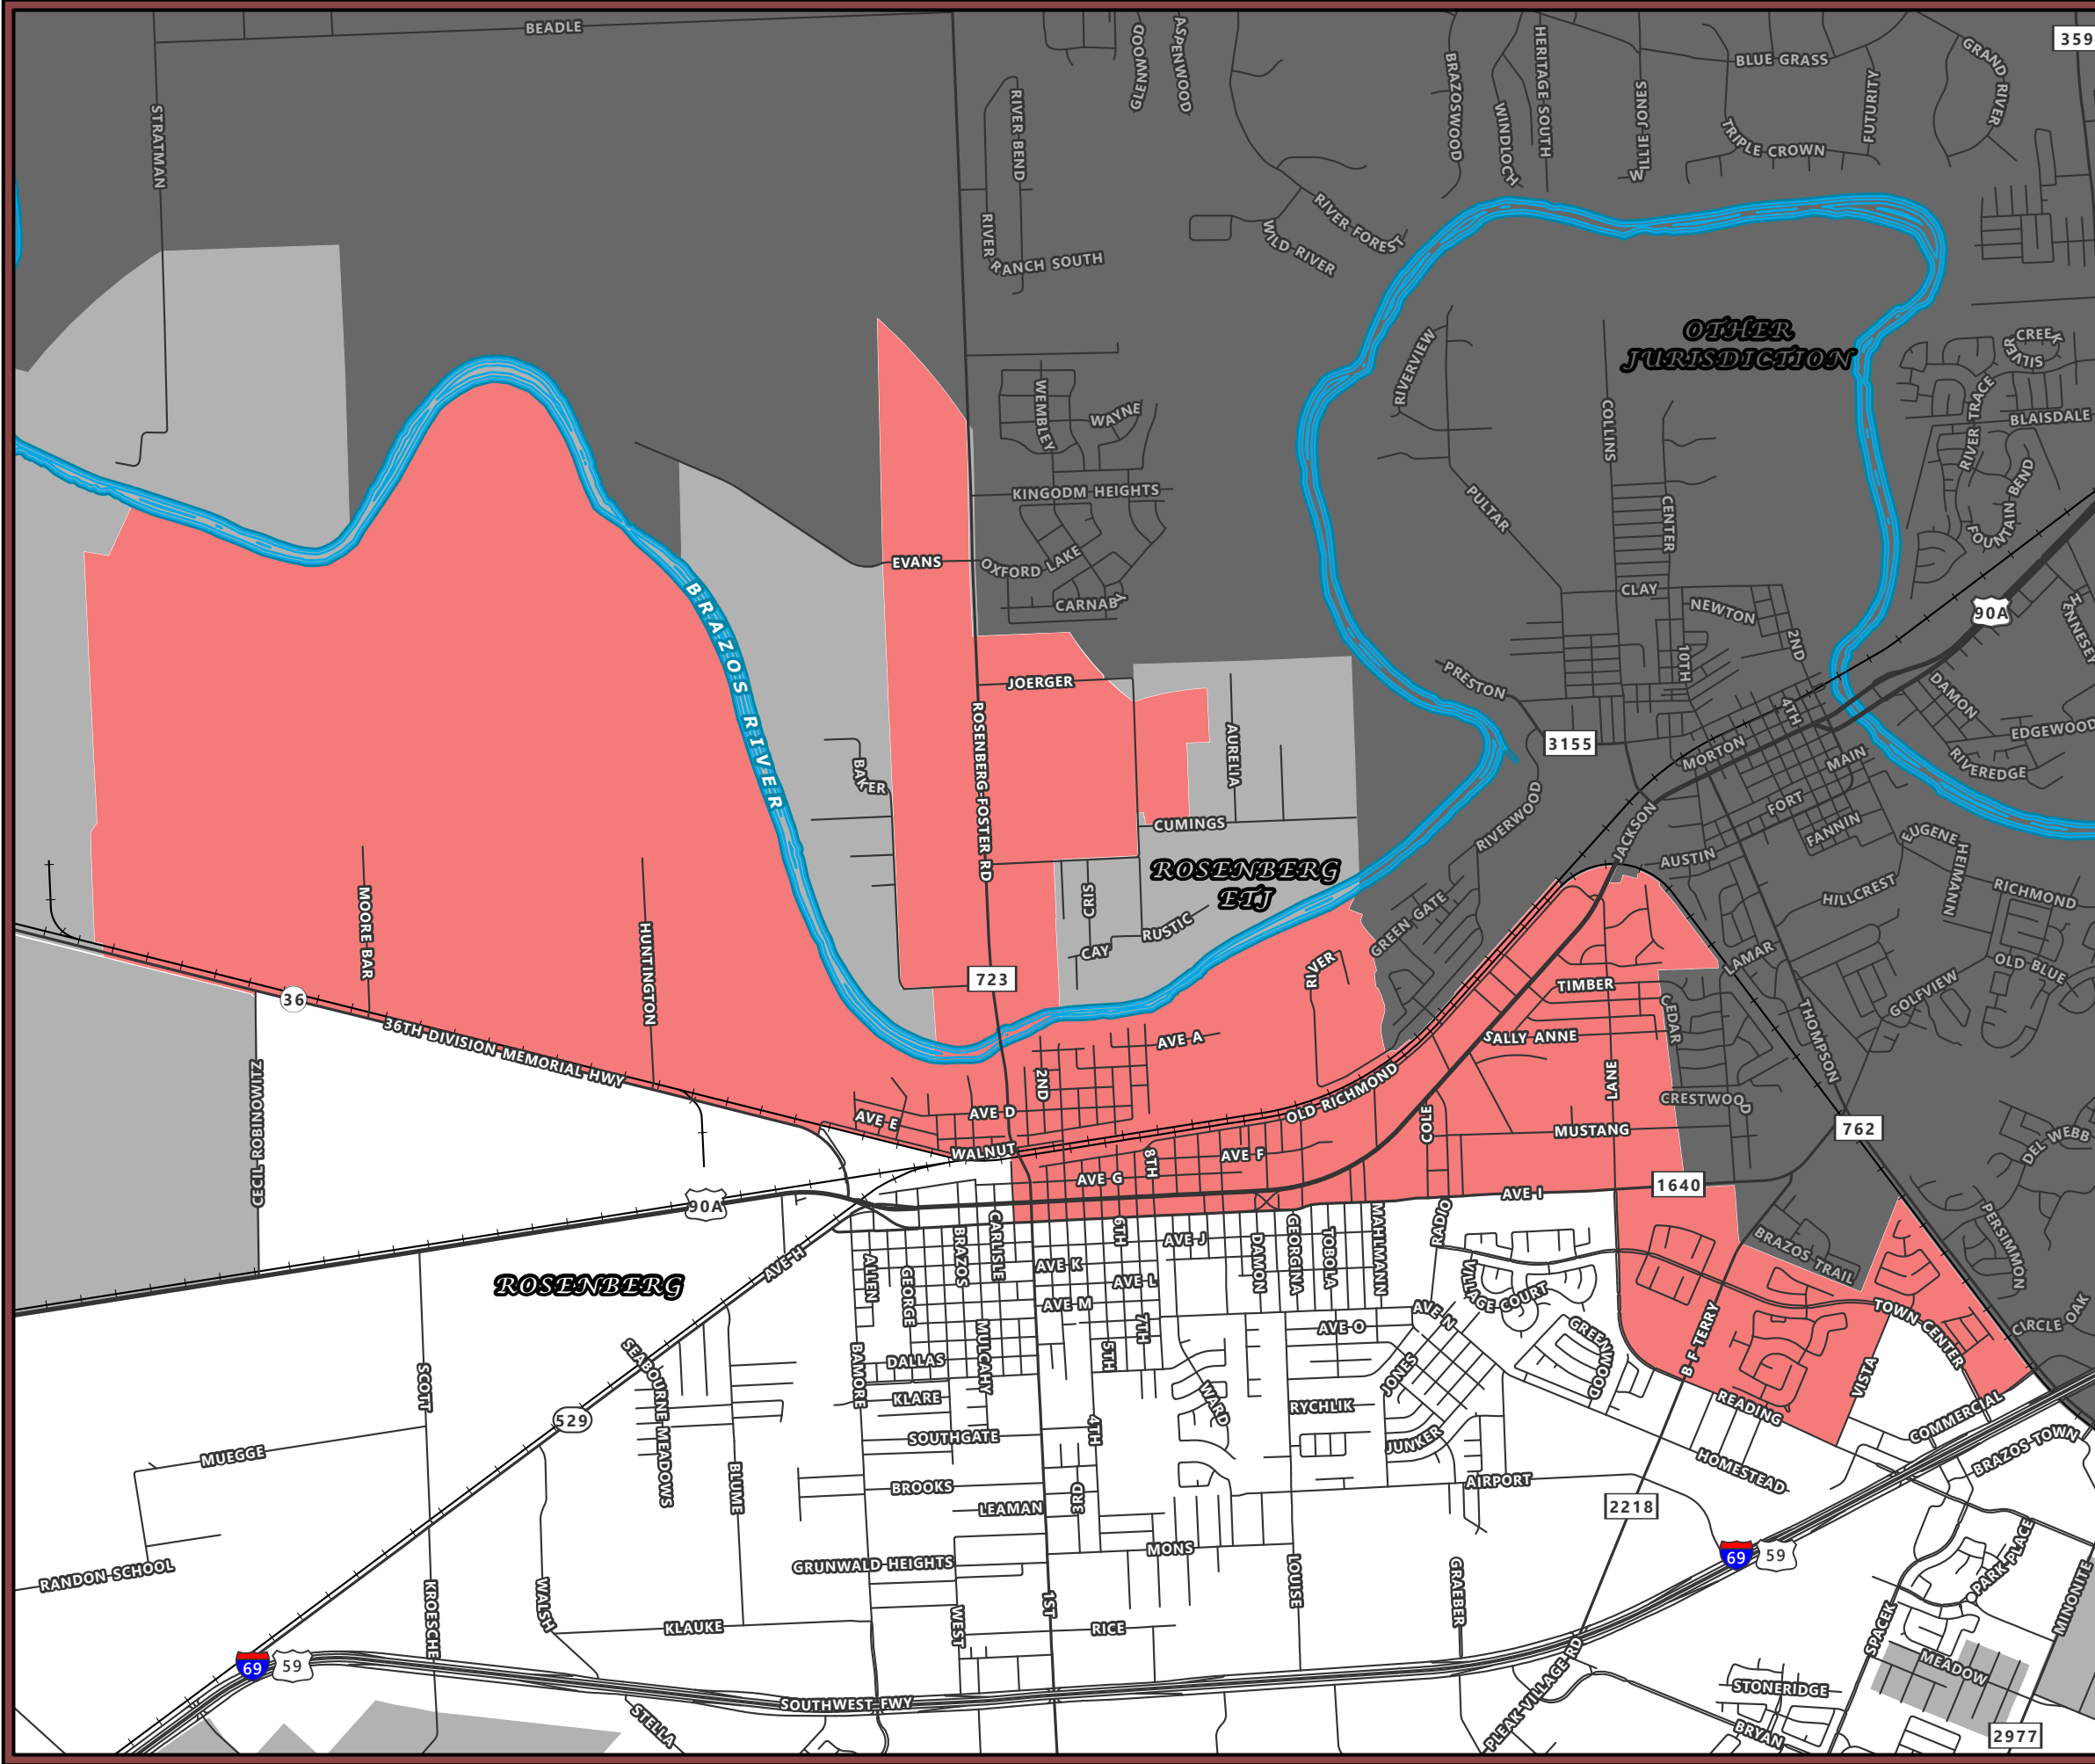 BEADLE
STRATMAN
GLENWOOD
ASPENWOOD
RIVER BEND
RIVER
RANCH SOUTH
WILD RIVER
RIVER FOREST
BRAZOSWOOD
WINDLOCH
HERITAGE SOUTH
WILLIE JONES
BLUE GRASS
TRIPLE CROWN
FUTURITY
GRAND RIVER
359
OTHER
JURISDICTION
RIVERVIEW
COLLINS
CENTER
PULTAR
CREEK
SILVER
RIVER TRACE
BLAISDALE
FOUNTAIN BEND
WEMBLEY
WAYNE
KINGODM HEIGHTS
EVANS
OXFORD LAKE
CARNABY
CLAY
NEWTON
2ND
10TH
90A
HENNESEY
BRAZOS RIVER
JOERGER
ROSENBERG-FOSTER RD
AURELIA
BAKER
CUMINGS
PRESTON
3155
4TH
MORTON
MAIN
DAMON
EDGEWOOD
RIVEREDGE
FORT
FANNIN
JACKSON
AUSTIN
EUGENE
HEIMANN
HILLCREST
RICHMOND
RIVERWOOD
ROSENBERG
ETJ
CRIS
RUSTIC
CAY
GREEN GATE
RIVER
MOORE BAR
HUNTINGTON
723
LAMAR
OLD BLUE
GOLFVIEW
TIMBER
CEDAR
THOMPSON
36
36TH DIVISION MEMORIAL HWY
AVE A
SALLY ANNE
2ND
LANE
CECIL ROBINOWITZ
AVE E
AVE D
OLD RICHMOND
COLE
CRESTWOOD
MUSTANG
762
DEL WEBB
WALNUT
8TH
AVE F
AVE G
90A
AVE I
1640
PERSIMMON
BRAZOS TRAIL
AVE H
ROSENBERG
ALLEN
GEORGE
BRAZOS
CARLISLE
6TH
AVE J
AVE K
AVE L
AVE M
DAMON
GEORGINA
TOBOLA
MAHLMANN
RADIO
VILLAGE COURT
AVE N
AVE O
7TH
5TH
MULCAHY
DALLAS
KLARE
BAMORE
SCOTT
SEABOURNE MEADOWS
529
WARD
JONES
GREENWOOD
B F TERRY
TOWN CENTER
CIRCLE OAK
VISTA
READING
COMMERCIAL
BRAZOS TOWN
RYCHLIK
JUNKER
4TH
SOUTHGATE
MUEGGE
BLUME
BROOKS
3RD
LEAMAN
AIRPORT
HOMESTEAD
2218
RANDON SCHOOL
GRUNWALD HEIGHTS
MONS
LOUISE
GRAEBER
69
59
PARK PLACE
MINONITE
KROESCHE
WALSH
KLAUKE
WEST
1ST
RICE
SPACEK
MEADOW
69
59
SOUTHWEST FWY
STELLA
PLEAK VILLAGE RD
STONERIDGE
BRYAN
2977